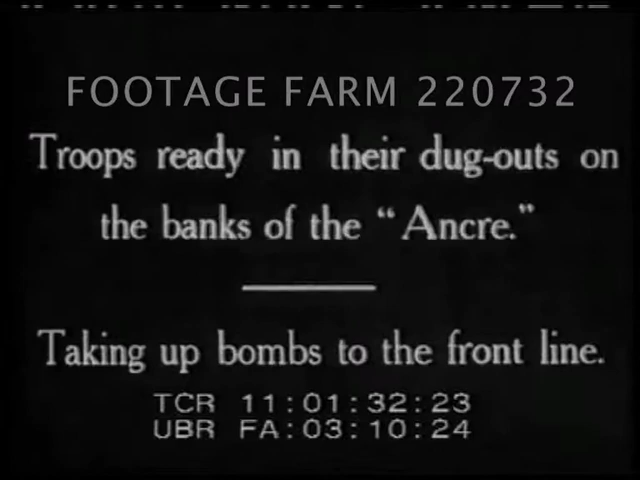 FOOTAGE FARM 220732
Troops ready in their dug-outs on
the banks of the “Ancre.”
Taking up bombs to the front line.
TCR 11:01:32:23
UBR FA:03:10:24